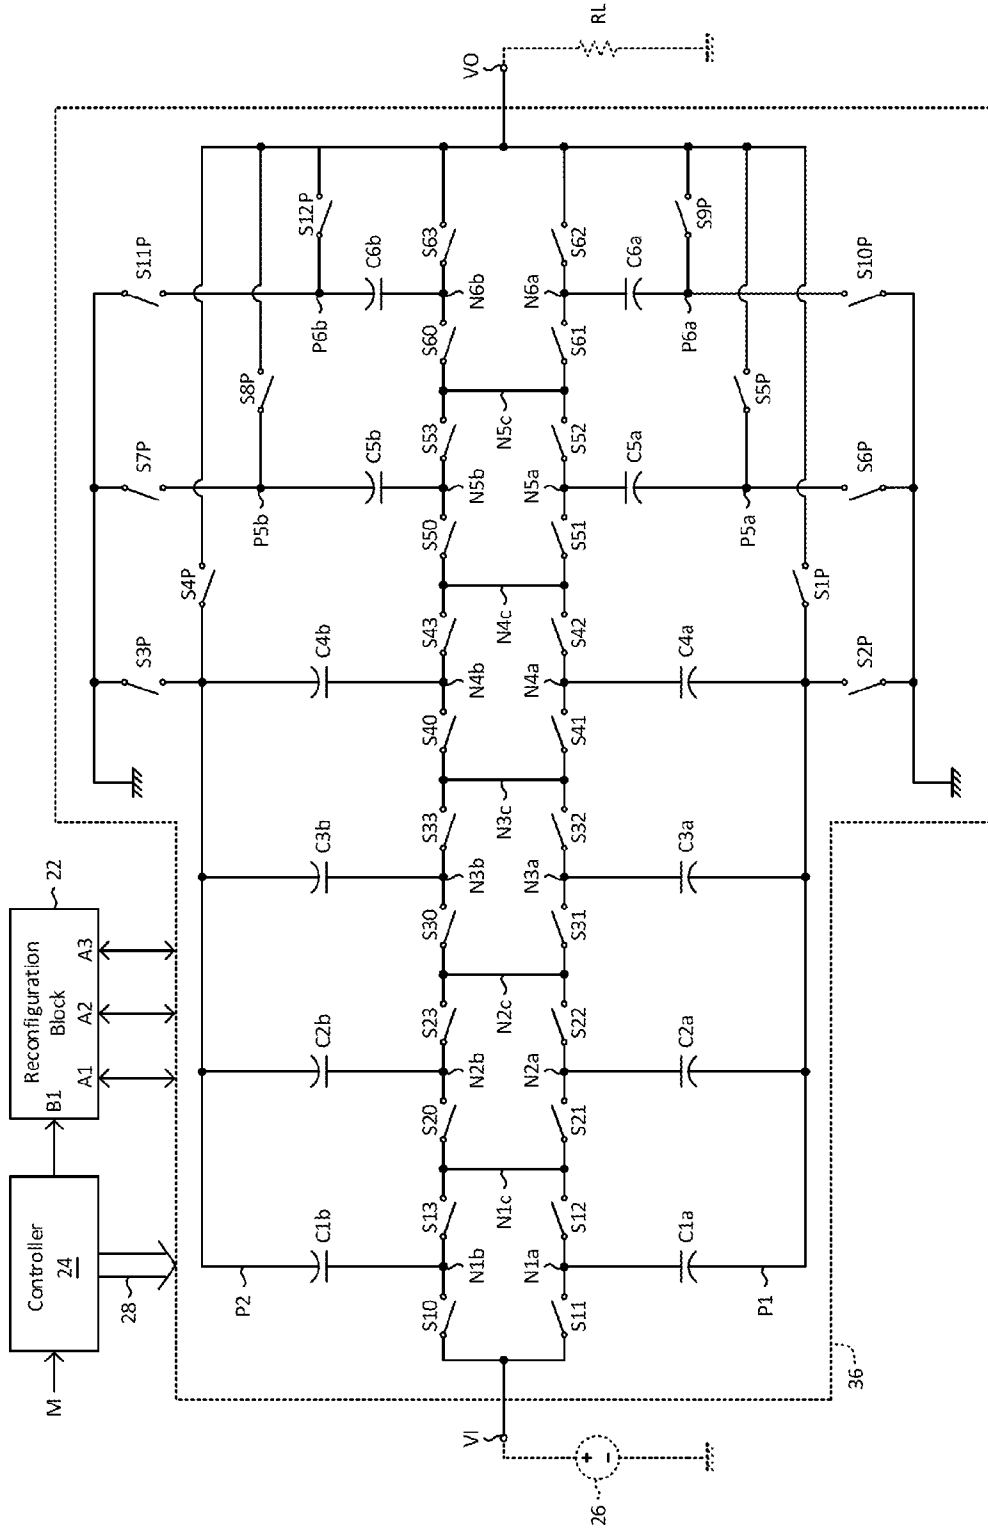 M
Controller
24
28
B1
Reconfiguration
Block
A1
A2
A3
22
S3P
S7P
S11P
S4P
S8P
S12P
P2
P5b
P6b
C1b
C2b
C3b
C4b
C5b
C6b
S10
S13
S20
S23
S30
S33
S40
S43
S50
S53
S60
S63
N1b
N2b
N3b
N4b
N5b
N6b
VI
N1c
N2c
N3c
N4c
N5c
VO
RL
26
N1a
N2a
N3a
N4a
N5a
N6a
S11
S12
S21
S22
S31
S32
S41
S42
S51
S52
S61
S62
C1a
C2a
C3a
C4a
C5a
C6a
P1
P5a
P6a
S1P
S5P
S9P
S2P
S6P
S10P
36